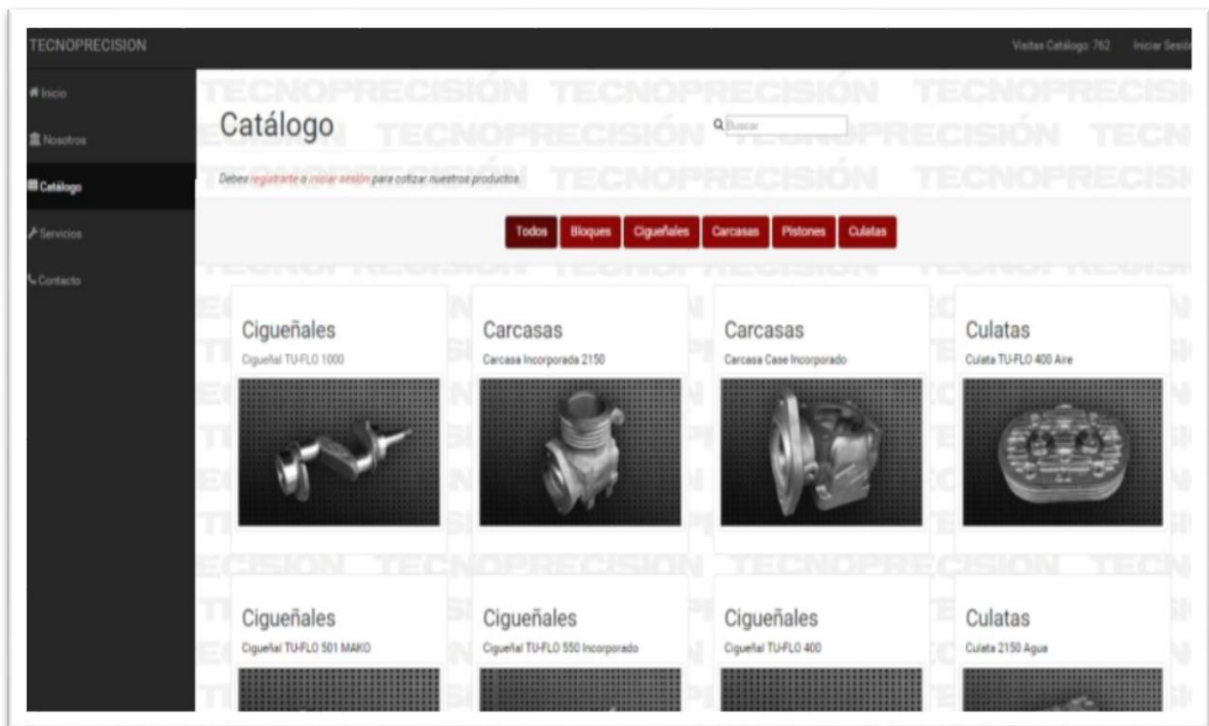 TECNOPRECISION
Visitas Catálogo: 762 Iniciar Sesión
Inicio
Nosotros
Catálogo
Servicios
Contacto
TECNOPRECISIÓN TECNOPRECISIÓN
Catálogo
Buscar
Debes registrarte o iniciar sesión para cotizar nuestros productos.
Todos Bloques Cigueñales Carcasas Pistones Culatas
Cigueñales
Cigueñal TU-FLO 1000
Carcasas
Carcasa Incorporada 2150
Carcasas
Carcasa Case Incorporado
Culatas
Culata TU-FLO 400 Aire
Cigueñales
Cigueñal TU-FLO 501 MAKO
Cigueñales
Cigueñal TU-FLO 550 Incorporado
Cigueñales
Cigueñal TU-FLO 400
Culatas
Culata 2150 Agua